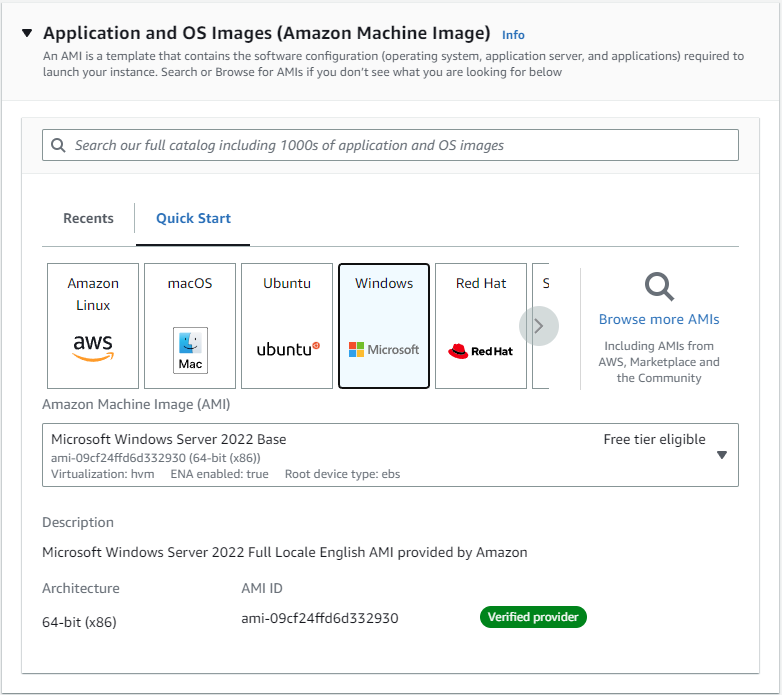 Application and OS Images (Amazon Machine Image) Info
An AMI is a template that contains the software configuration (operating system, application server, and applications) required to
launch your instance. Search or Browse for AMIs if you don't see what you are looking for below
Search our full catalog including 1000s of application and OS images
Recents
Quick Start
Amazon
Linux
aws
macOS
Mac
Ubuntu
ubuntu
Windows
Microsoft
Red Hat
Red Hat
S
Browse more AMIs
Including AMIs from
AWS, Marketplace and
the Community
Amazon Machine Image (AMI)
Microsoft Windows Server 2022 Base
Free tier eligible
ami-09cf24ffd6d332930 (64-bit (x86))
Virtualization: hvm ENA enabled: true Root device type: ebs
Description
Microsoft Windows Server 2022 Full Locale English AMI provided by Amazon
Architecture
AMI ID
64-bit (x86)
ami-09cf24ffd6d332930
Verified provider